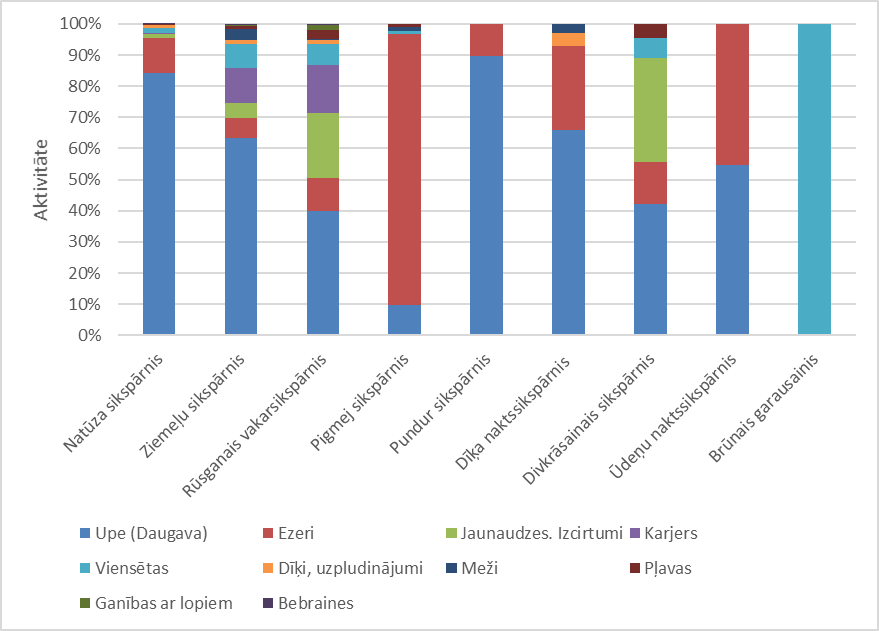 100%
90%
80%
70%
60%
50%
40%
30%
20%
10%
0%
Aktivitāte
Natūza sikspārnis
Ziemeļu sikspārnis
Rūsganais vakarsikspārnis
Pigmej sikspārnis
Pundur sikspārnis
Dīķa naktssikspārnis
Divkrāsainais sikspārnis
Ūdeņu naktssikspārnis
Brūnais garausainis
Upe (Daugava) Ezeri Jaunaudzes. Izcirtumi Karjers
Viensētas Dīķi, uzpludinājumi Meži Pļavas
Ganības ar lopiem Bebraines